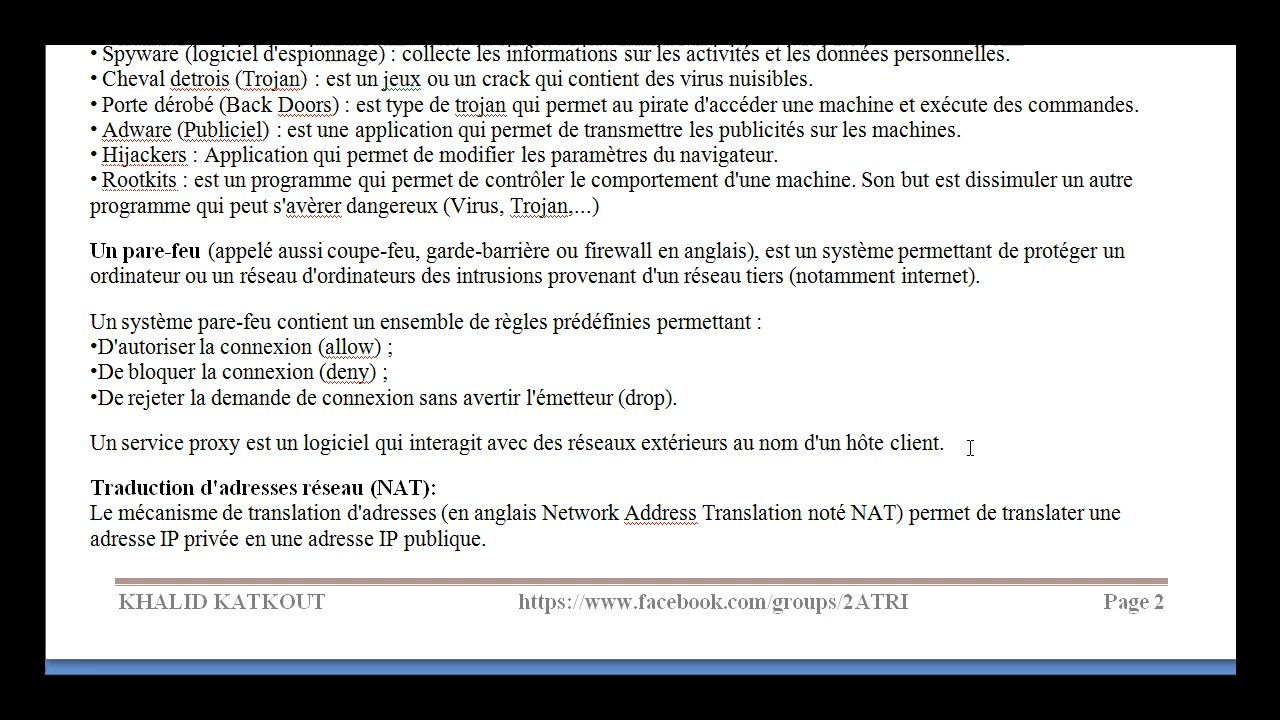 • Spyware (logiciel d'espionnage) : collecte les informations sur les activités et les données personnelles.
• Cheval detrois (Trojan) : est un jeux ou un crack qui contient des virus nuisibles.
• Porte dérobé (Back Doors) : est type de trojan qui permet au pirate d'accéder une machine et exécute des commandes.
• Adware (Publiciel) : est une application qui permet de transmettre les publicités sur les machines.
• Hijackers : Application qui permet de modifier les paramètres du navigateur.
• Rootkits : est un programme qui permet de contrôler le comportement d'une machine. Son but est dissimuler un autre
programme qui peut s'avèrer dangereux (Virus, Trojan,...)
Un pare-feu (appelé aussi coupe-feu, garde-barrière ou firewall en anglais), est un système permettant de protéger un
ordinateur ou un réseau d'ordinateurs des intrusions provenant d'un réseau tiers (notamment internet).
Un système pare-feu contient un ensemble de règles prédéfinies permettant :
•D'autoriser la connexion (allow) ;
•De bloquer la connexion (deny) ;
•De rejeter la demande de connexion sans avertir l'émetteur (drop).
Un service proxy est un logiciel qui interagit avec des réseaux extérieurs au nom d'un hôte client.
Traduction d'adresses réseau (NAT):
Le mécanisme de translation d'adresses (en anglais Network Address Translation noté NAT) permet de translater une
adresse IP privée en une adresse IP publique.
KHALID KATKOUT https://www.facebook.com/groups/2ATRI Page 2